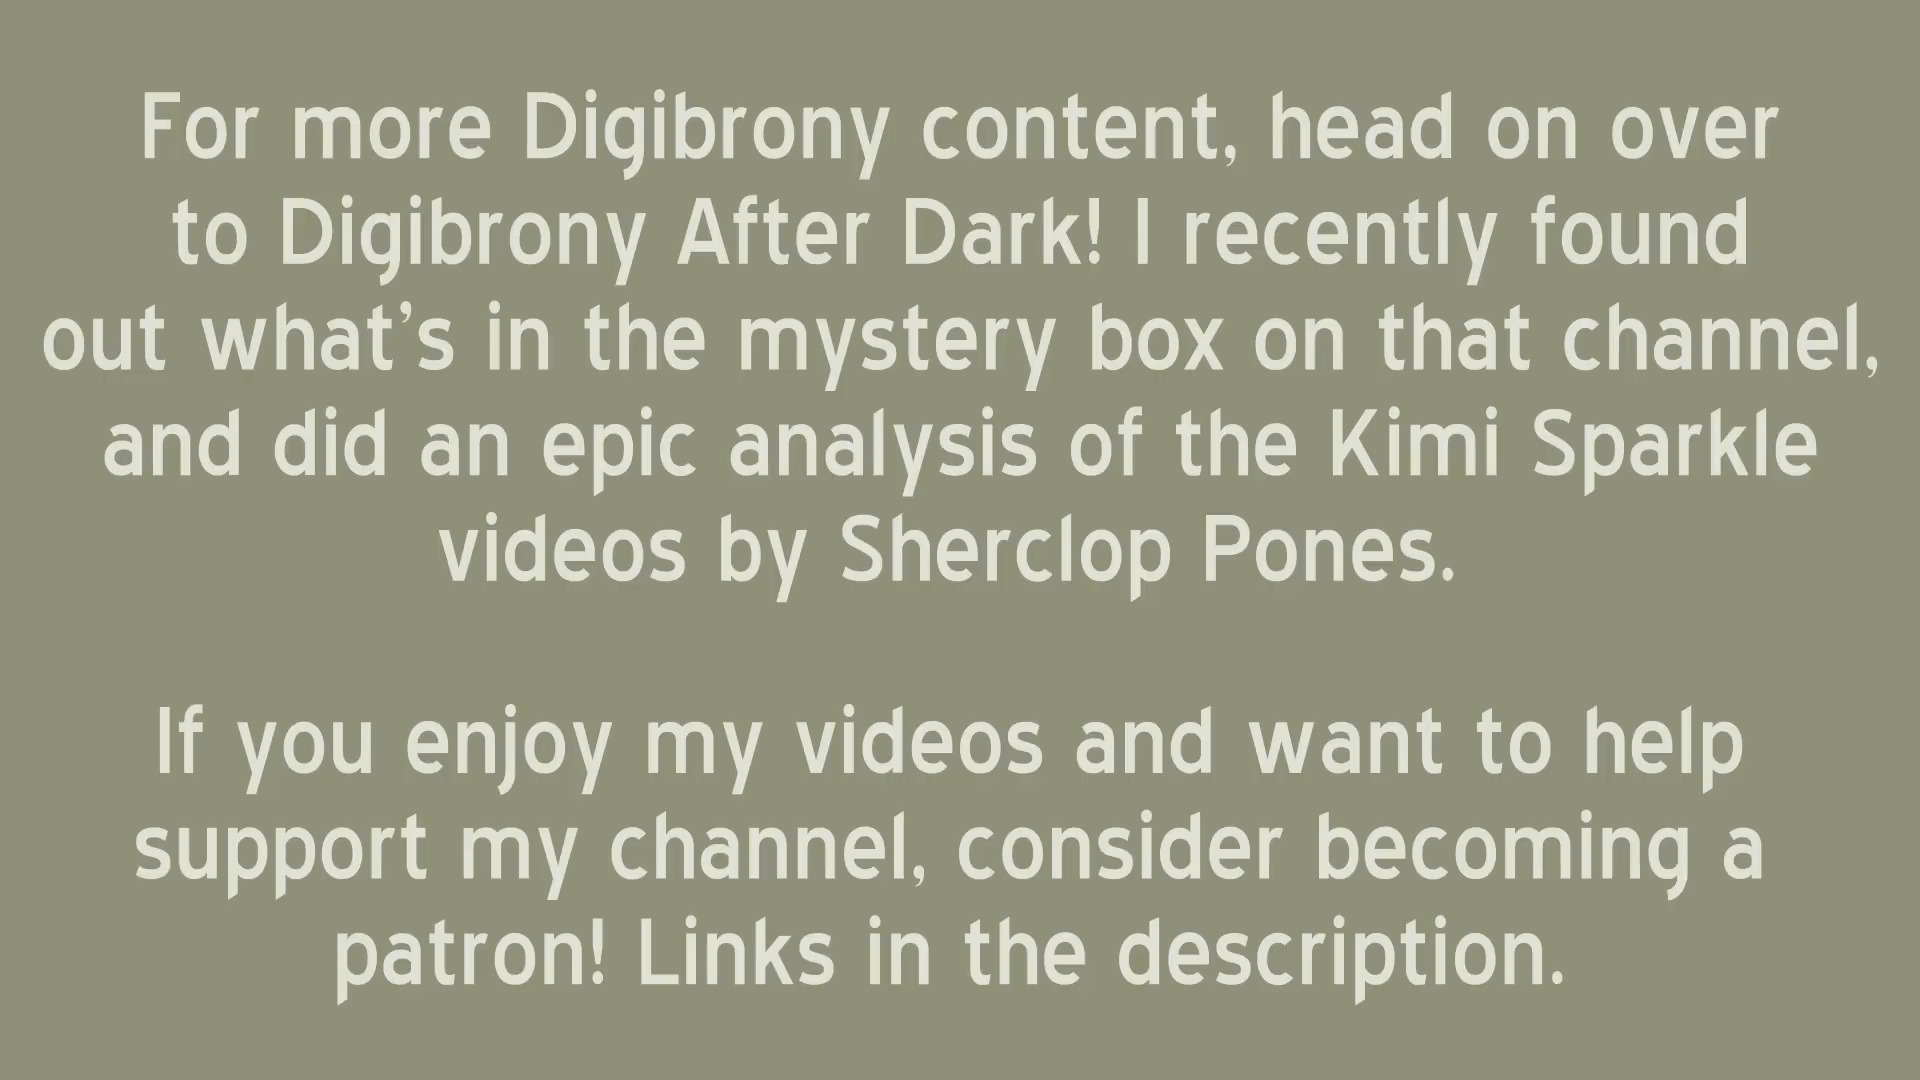 For more Digibrony content, head on over
to Digibrony After Dark! I recently found
out what's in the mystery box on that channel,
and did an epic analysis of the Kimi Sparkle
videos by Sherclop Pones.
If you enjoy my videos and want to help
support my channel, consider becoming a
patron! Links in the description.